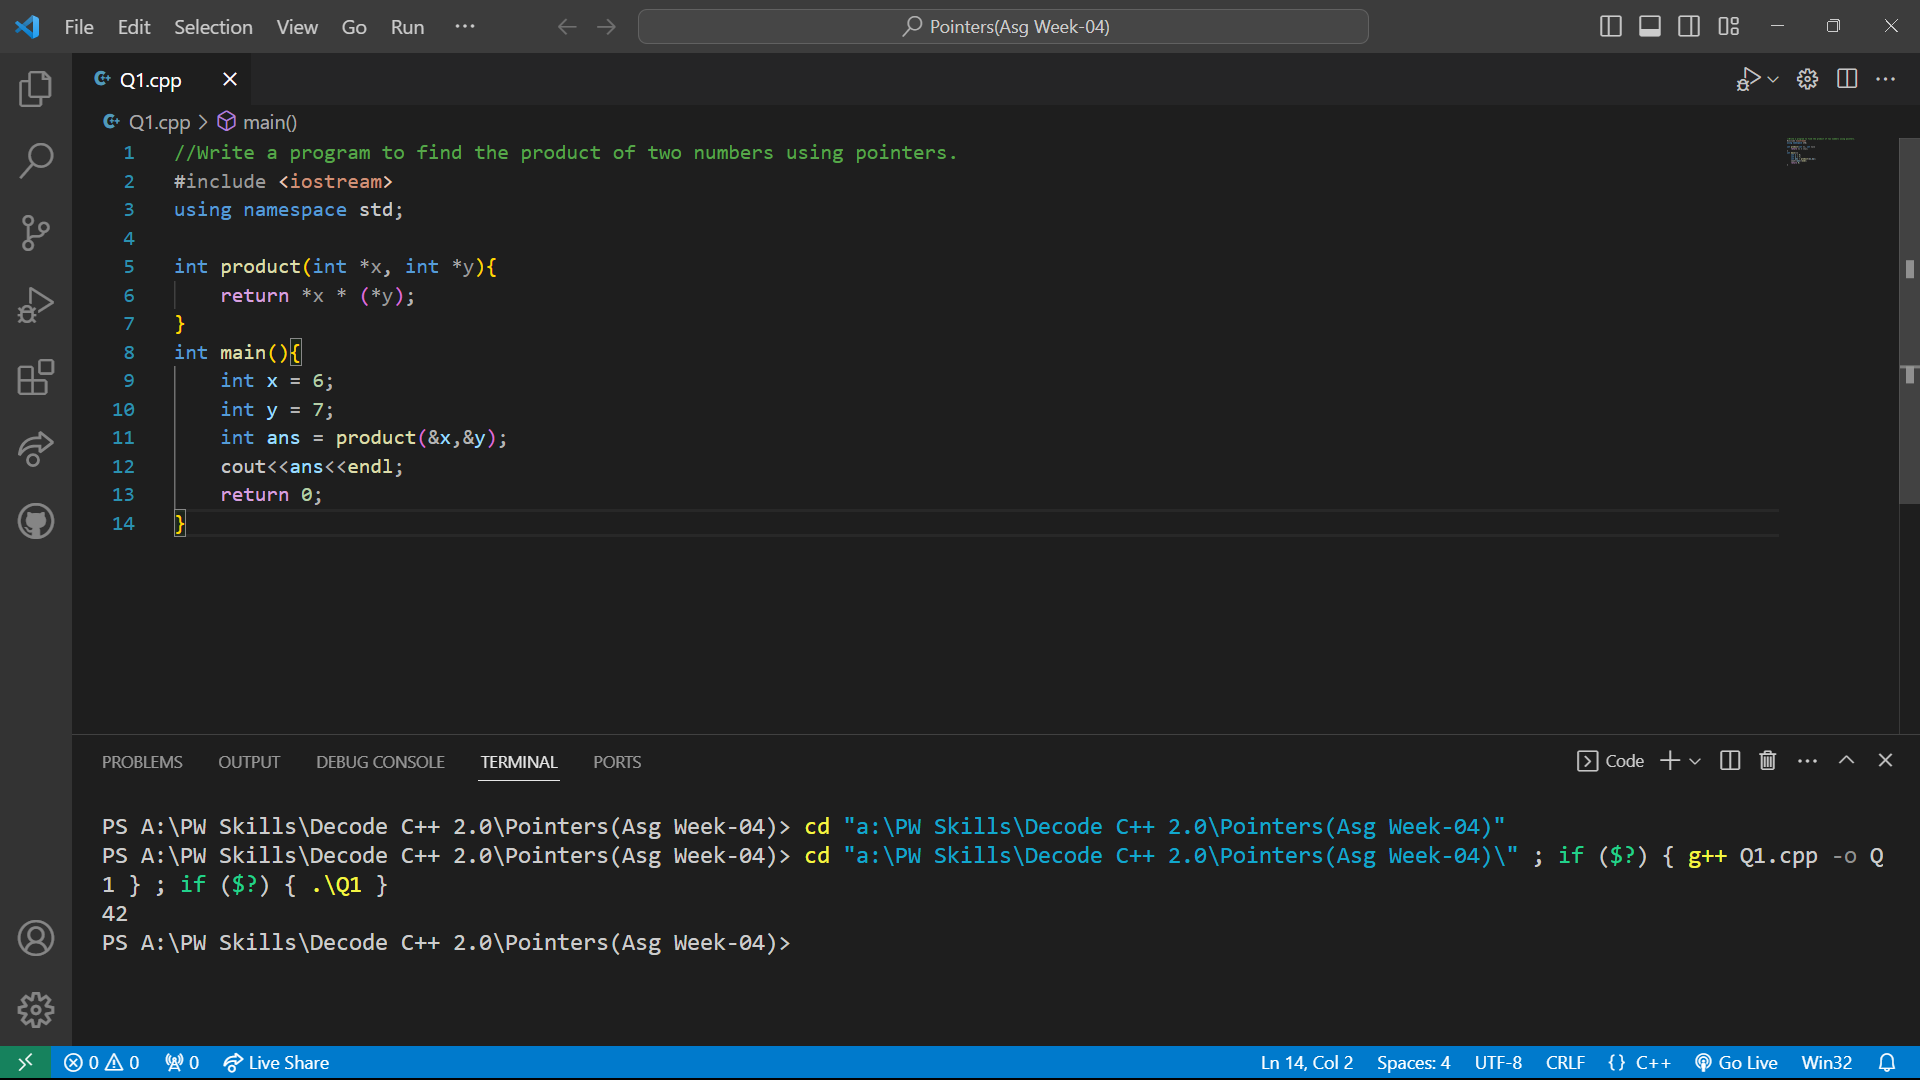 File Edit Selection View Go Run ···
Pointers(Asg Week-04)
Q1.cpp
Q1.cpp > main()
1 //Write a program to find the product of two numbers using pointers.
2 #include <iostream>
3 using namespace std;
4
5 int product(int *x, int *y){
6     return *x * (*y);
7 }
8 int main(){
9     int x = 6;
10     int y = 7;
11     int ans = product(&x,&y);
12     cout<<ans<<endl;
13     return 0;
14 }
PROBLEMS OUTPUT DEBUG CONSOLE TERMINAL PORTS
Code
PS A:\PW Skills\Decode C++ 2.0\Pointers(Asg Week-04)> cd "a:\PW Skills\Decode C++ 2.0\Pointers(Asg Week-04)"
PS A:\PW Skills\Decode C++ 2.0\Pointers(Asg Week-04)> cd "a:\PW Skills\Decode C++ 2.0\Pointers(Asg Week-04)\" ; if ($?) { g++ Q1.cpp -o Q
1 } ; if ($?) { .\Q1 }
42
PS A:\PW Skills\Decode C++ 2.0\Pointers(Asg Week-04)>
0 0 0 Live Share Ln 14, Col 2 Spaces: 4 UTF-8 CRLF {} C++ Go Live Win32